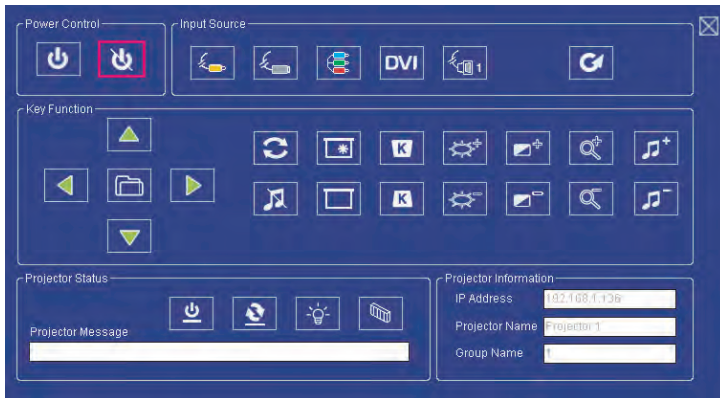 Power Control
Input Source
DVI
1
Key Function
K
K
Projector Status
Projector Message
Projector Information
IP Address 192.168.1.136
Projector Name Projector 1
Group Name 1